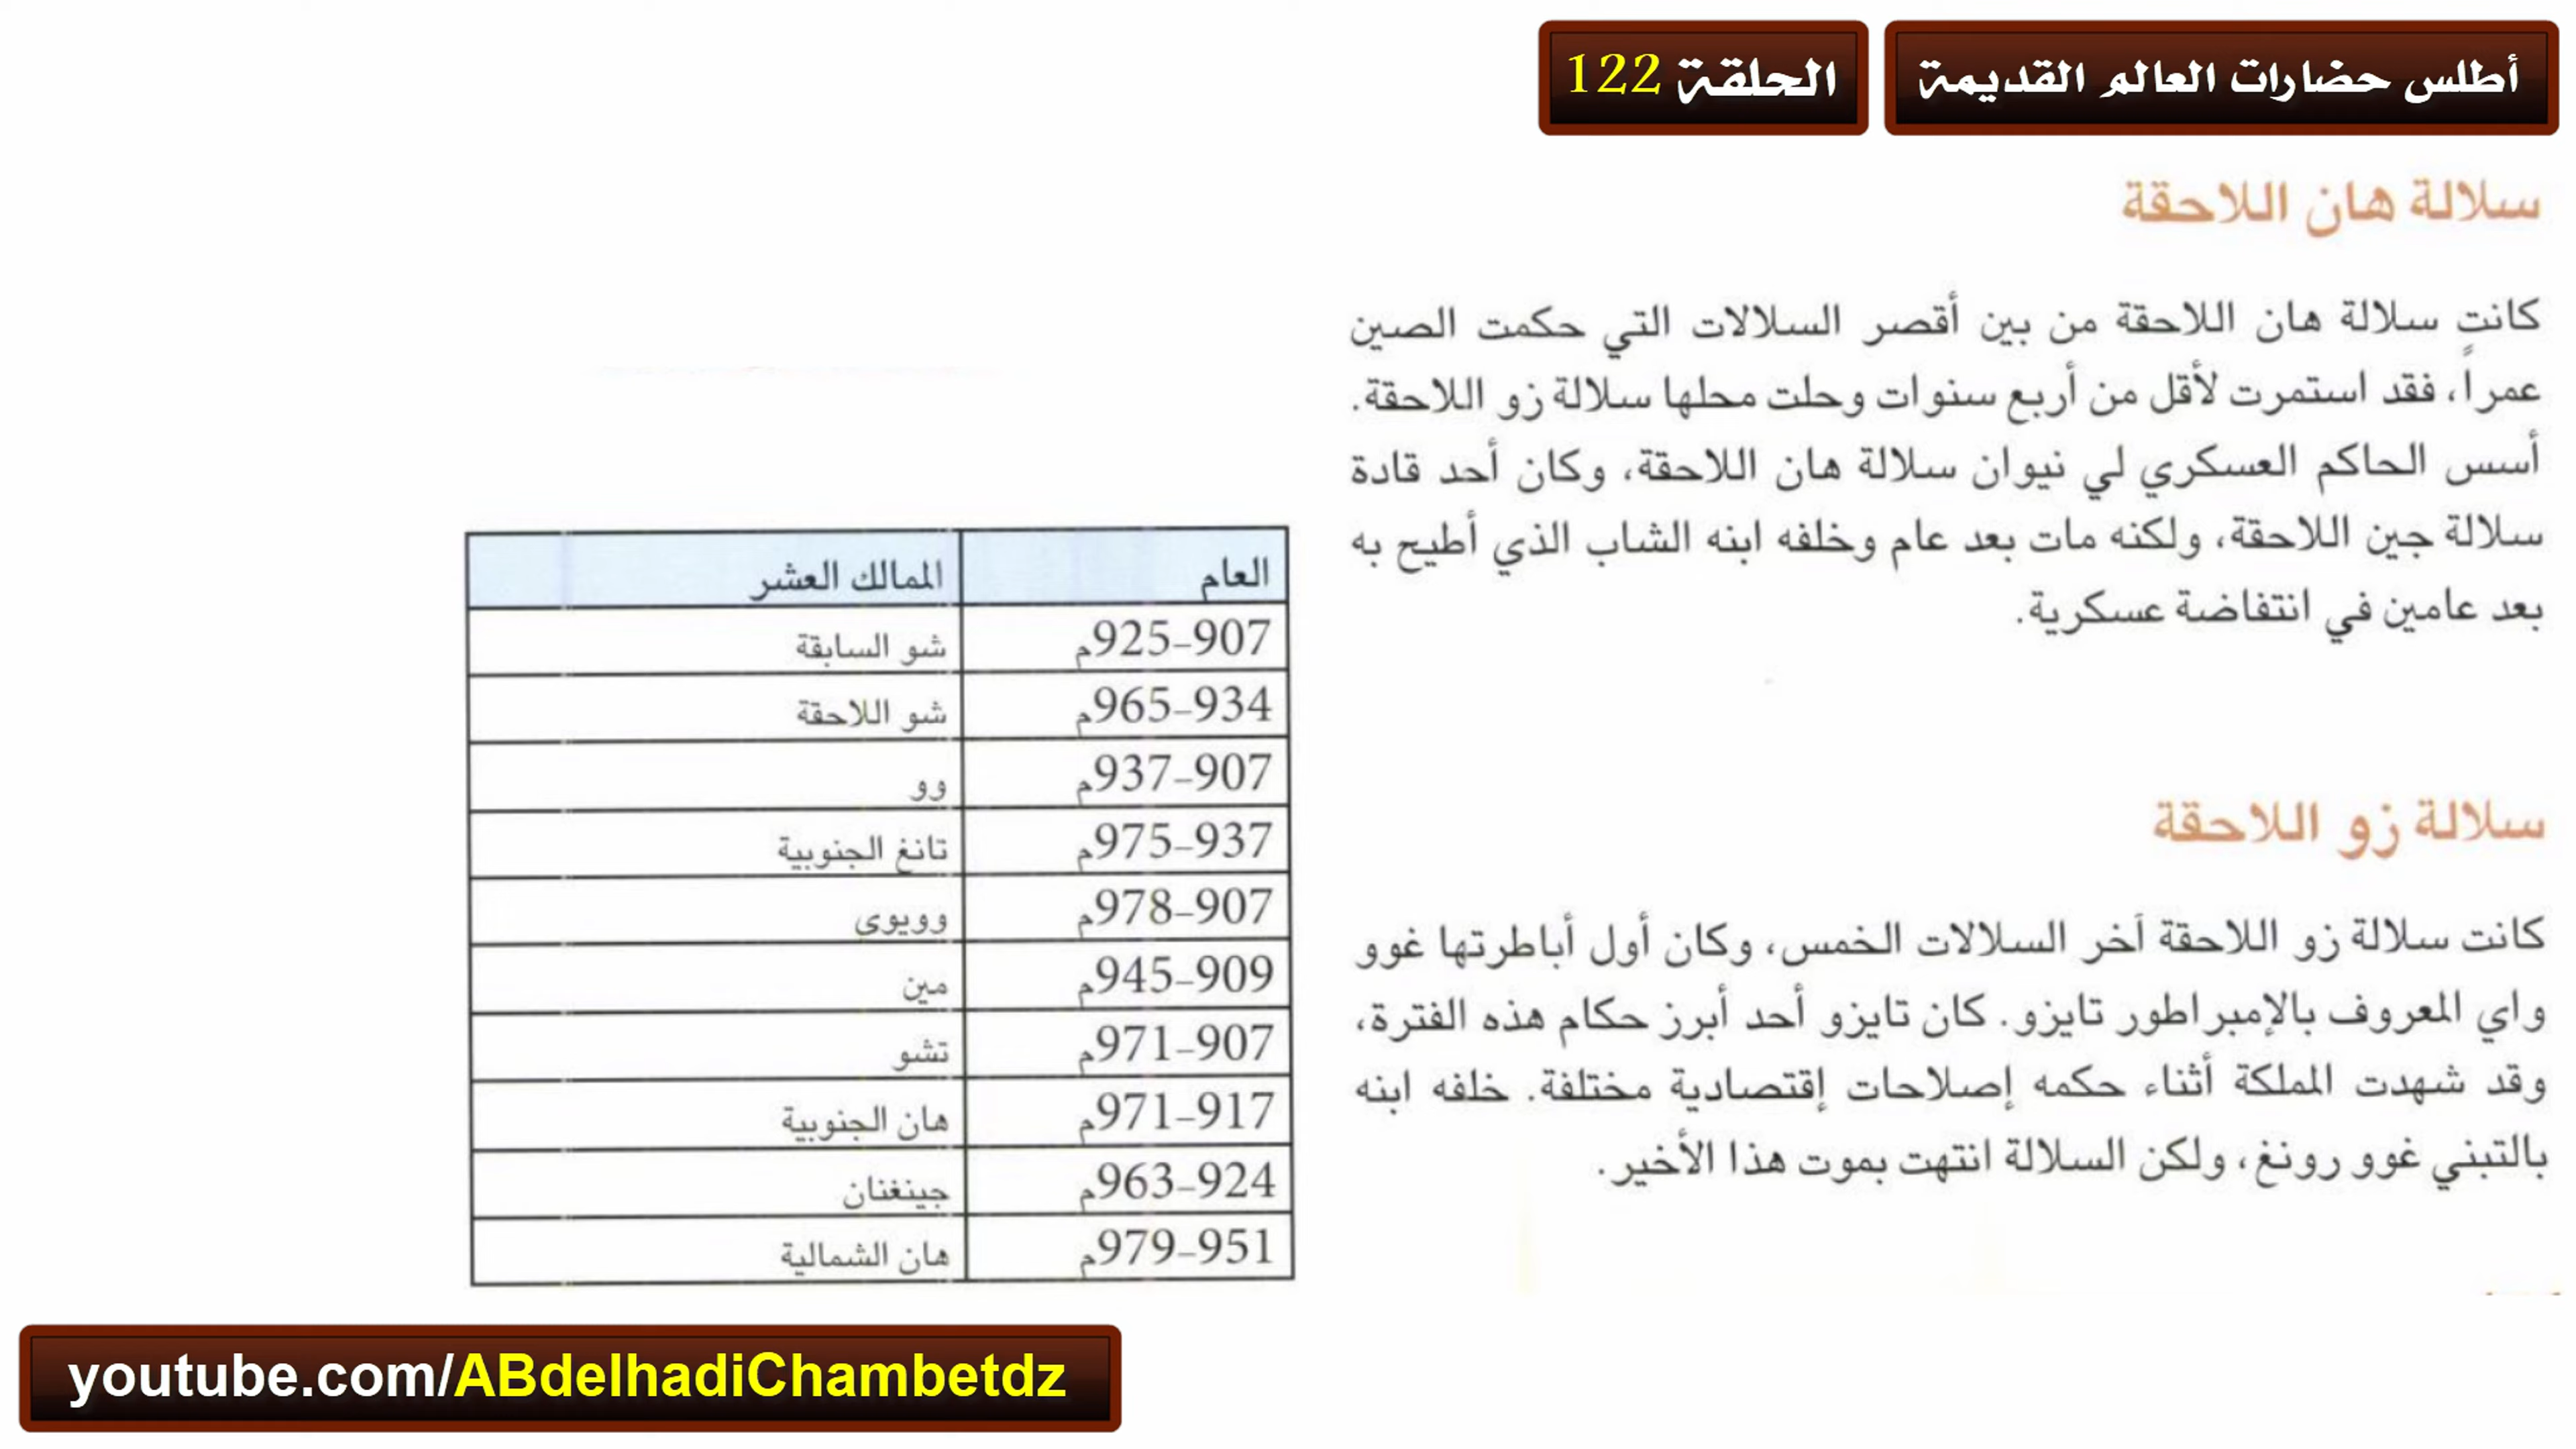 أطلس حضارات العالم القديمة
الحلقة 122
سلالة هان اللاحقة
كانت سلالة هان اللاحقة من بين أقصر السلالات التي حكمت الصين
عمراً، فقد استمرت لأقل من أربع سنوات وحلت محلها سلالة زو اللاحقة.
أسس الحاكم العسكري لي نيوان سلالة هان اللاحقة، وكان أحد قادة
سلالة جين اللاحقة، ولكنه مات بعد عام وخلفه ابنه الشاب الذي أطيح به
بعد عامين في انتفاضة عسكرية.
سلالة زو اللاحقة
كانت سلالة زو اللاحقة آخر السلالات الخمس، وكان أول أباطرتها غوو
واي المعروف بالإمبراطور تايزو. كان تايزو أحد أبرز حكام هذه الفترة،
وقد شهدت الملكة أثناء حكمه إصلاحات إقتصادية مختلفة. خلفه ابنه
بالتبني غوو رونغ، ولكن السلالة انتهت بموت هذا الأخير.
العام الممالك العشر
907–925م شو السابقة
934–965م شو اللاحقة
907–937م وو
937–975م تانغ الجنوبية
907–978م وويوى
909–945م مين
907–971م تشو
917–971م هان الجنوبية
924–963م جينغنان
951–979م هان الشمالية
youtube.com/ABdelhadiChambetdz